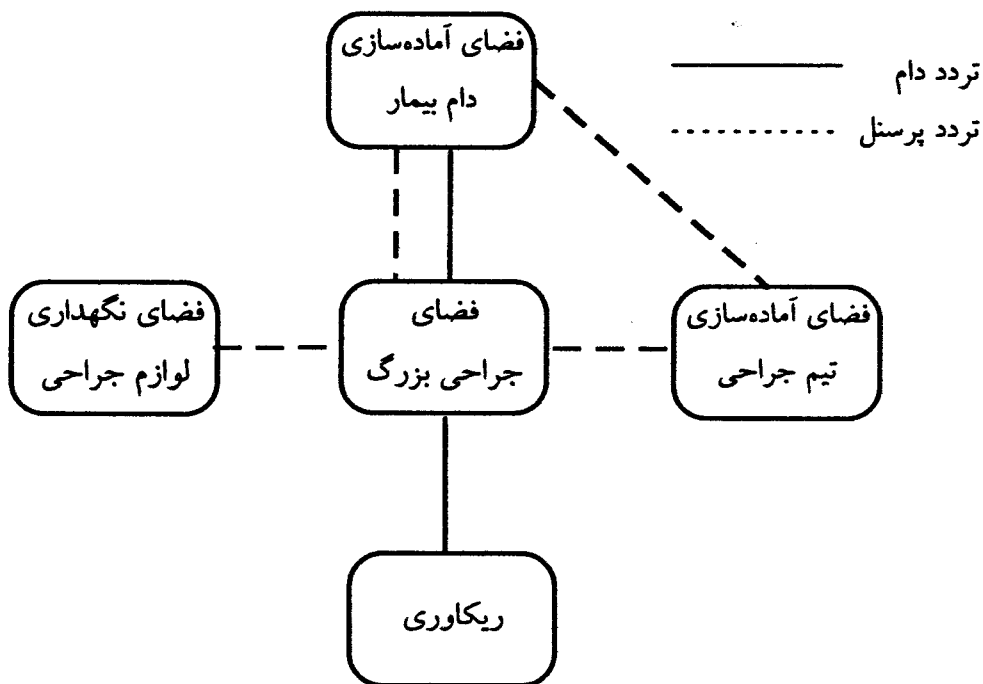 فضای آماده‌سازی
دام بیمار
تردد دام
تردد پرسنل
فضای آماده‌سازی
تیم جراحی
فضای
جراحی بزرگ
فضای نگهداری
لوازم جراحی
ریکاوری